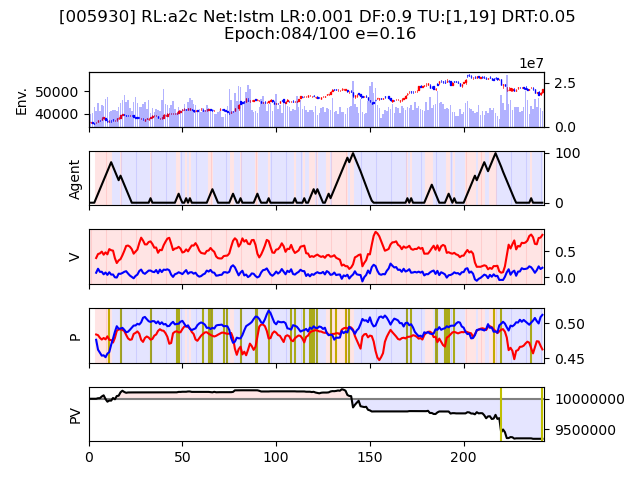 [005930] RL:a2c Net:lstm LR:0.001 DF:0.9 TU:[1,19] DRT:0.05
Epoch:084/100 e=0.16
1e7
Env.
50000
40000
2.5
0.0
Agent
100
0
V
0.5
0.0
P
0.50
0.45
PV
10000000
9500000
0
50
100
150
200